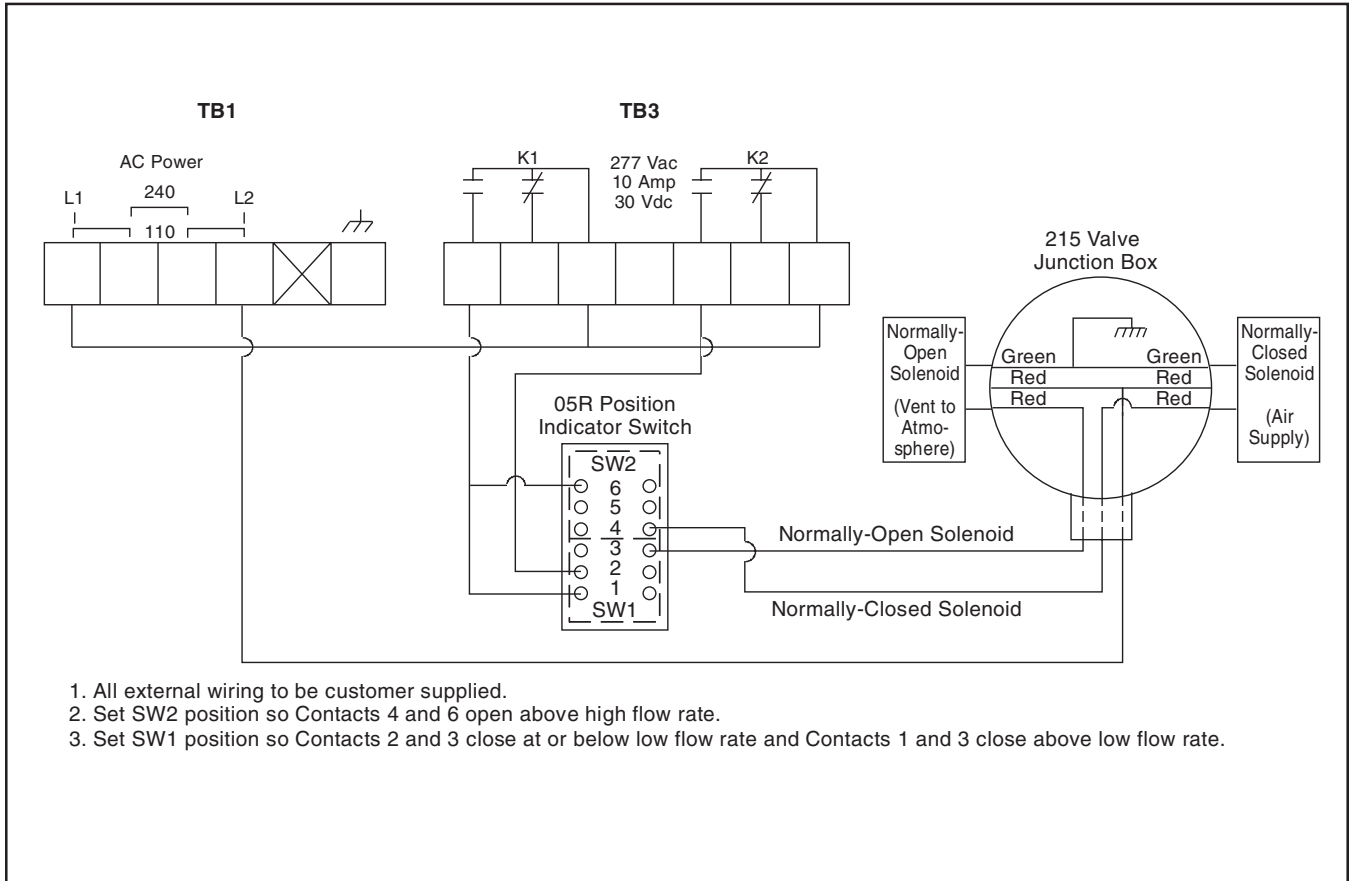 TB1
TB3
AC Power
L1
240
L2
110
K1
277 Vac
10 Amp
30 Vdc
K2
215 Valve
Junction Box
Normally-
Open
Solenoid
(Vent to
Atmo-
sphere)
Green
Green
Red
Red
Red
Red
Normally-
Closed
Solenoid
(Air
Supply)
05R Position
Indicator Switch
SW2
6
5
4
3
2
1
SW1
Normally-Open Solenoid
Normally-Closed Solenoid
1. All external wiring to be customer supplied.
2. Set SW2 position so Contacts 4 and 6 open above high flow rate.
3. Set SW1 position so Contacts 2 and 3 close at or below low flow rate and Contacts 1 and 3 close above low flow rate.